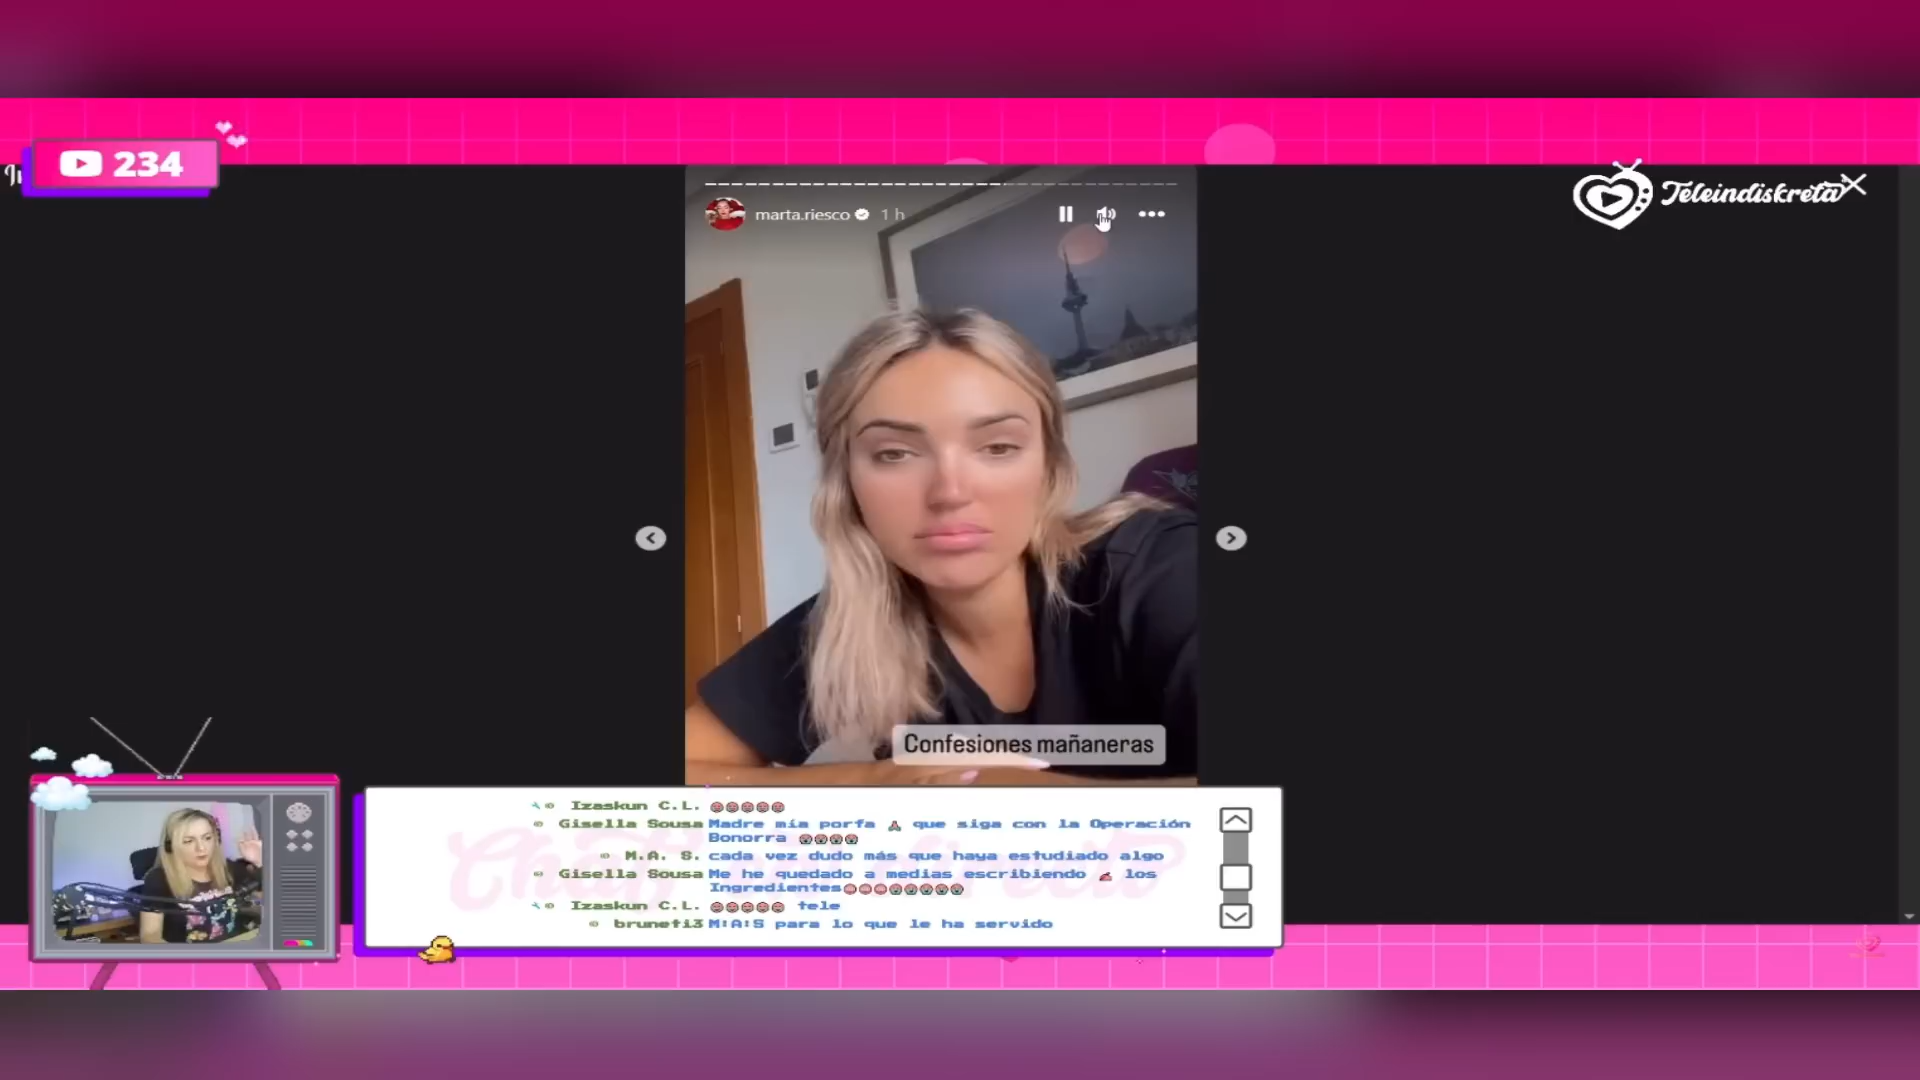 234
Teleindiskreta
marta.riesco 1 h
Confesiones mañaneras
Izaskun C.L.
Gisella Sousa Madre mía porfa 🙏 que siga con la Operación
Bonorra
M.A. S. cada vez dudo más que haya estudiado algo
Gisella Sousa Me he quedado a medias escribiendo ✍ los
Ingredientes
Izaskun C.L. tele
bruneti3 M:A:S para lo que le ha servido